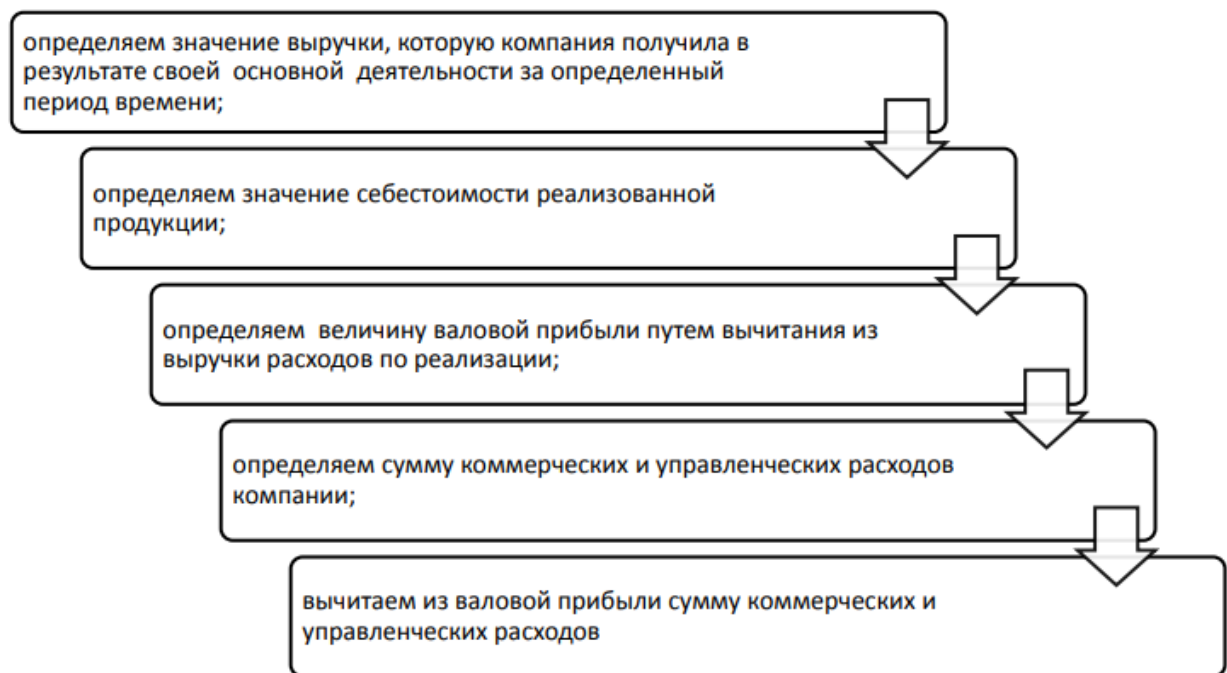 определяем значение выручки, которую компания получила в
результате своей основной деятельности за определенный
период времени;
определяем значение себестоимости реализованной
продукции;
определяем величину валовой прибыли путем вычитания из
выручки расходов по реализации;
определяем сумму коммерческих и управленческих расходов
компании;
вычитаем из валовой прибыли сумму коммерческих и
управленческих расходов